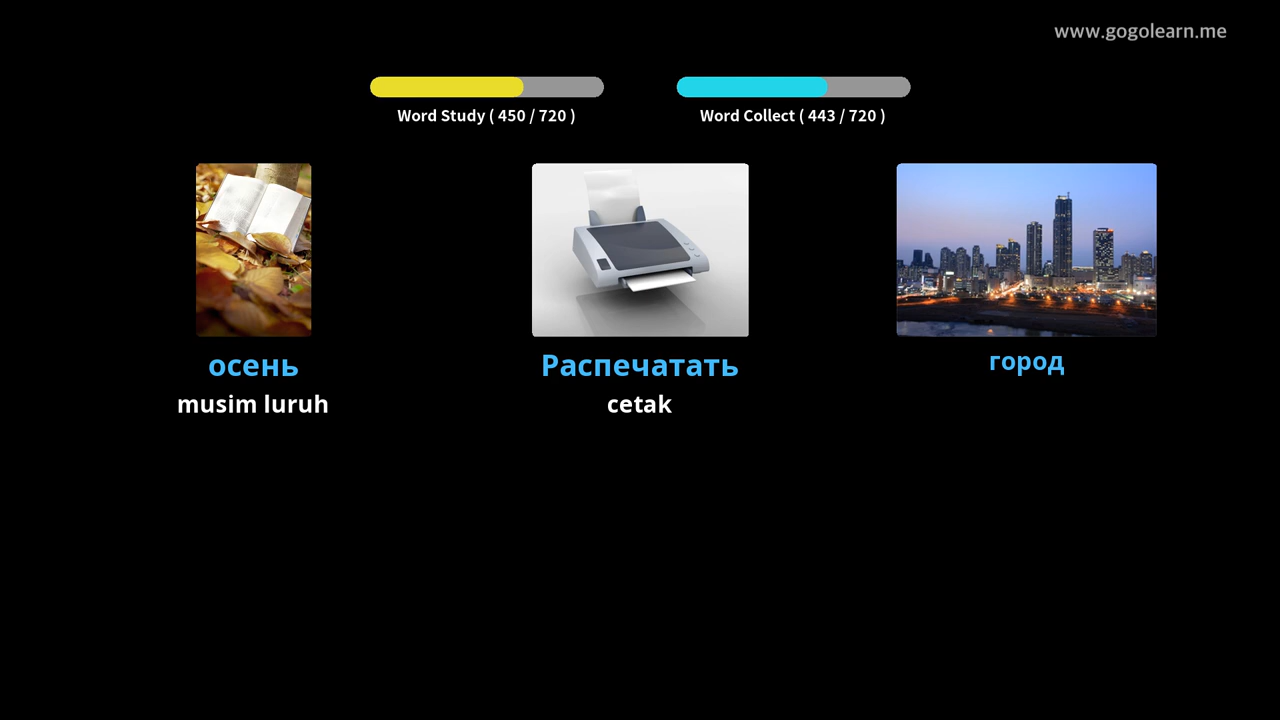 www.gogolearn.me
Word Study ( 450 / 720 )
Word Collect ( 443 / 720 )
осень
musim luruh
Распечатать
cetak
город